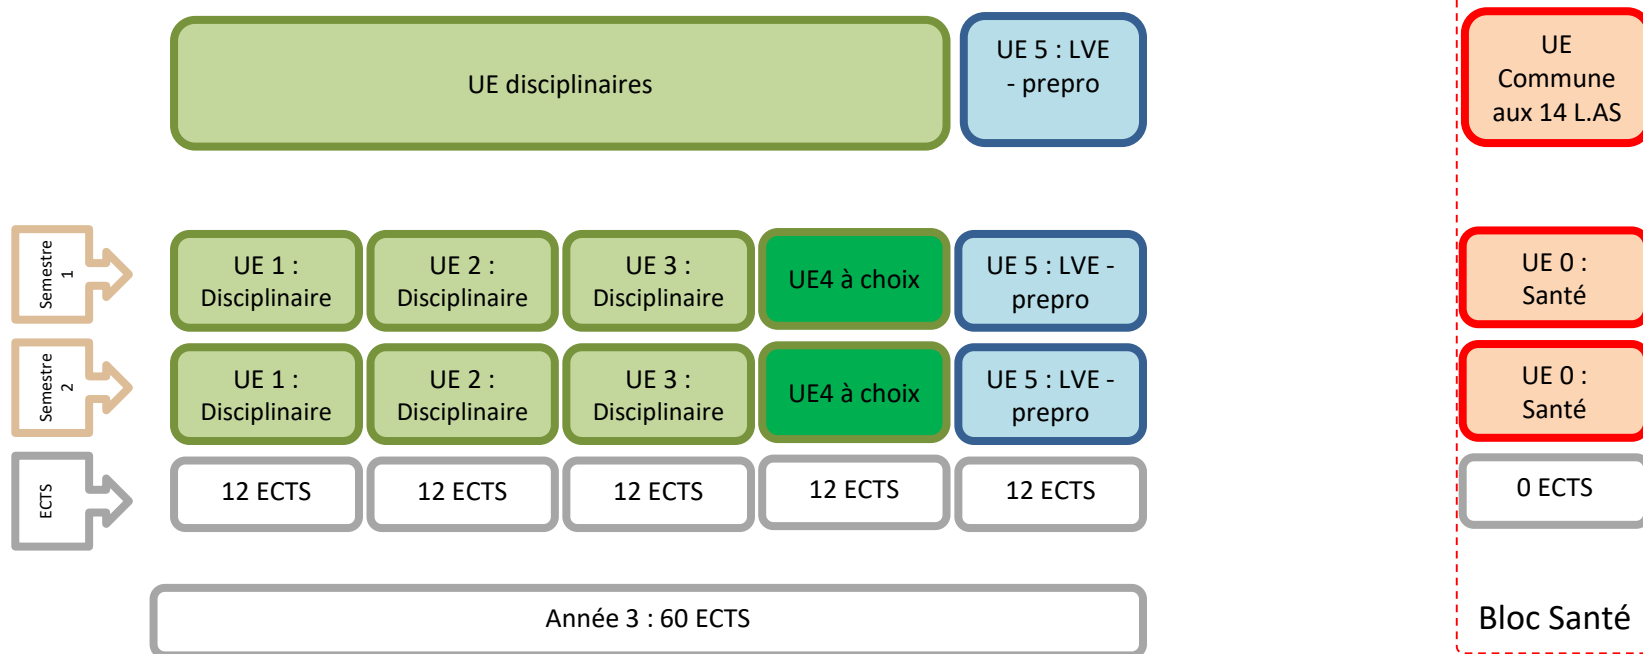 UE disciplinaires
UE 5 : LVE
- prepro
UE
Commune
aux 14 L.AS
Semestre
1
UE 1 :
Disciplinaire
UE 2 :
Disciplinaire
UE 3 :
Disciplinaire
UE4 à choix
UE 5 : LVE -
prepro
UE 0 :
Santé
Semestre
2
UE 1 :
Disciplinaire
UE 2 :
Disciplinaire
UE 3 :
Disciplinaire
UE4 à choix
UE 5 : LVE -
prepro
UE 0 :
Santé
ECTS
12 ECTS
12 ECTS
12 ECTS
12 ECTS
12 ECTS
0 ECTS
Année 3 : 60 ECTS
Bloc Santé